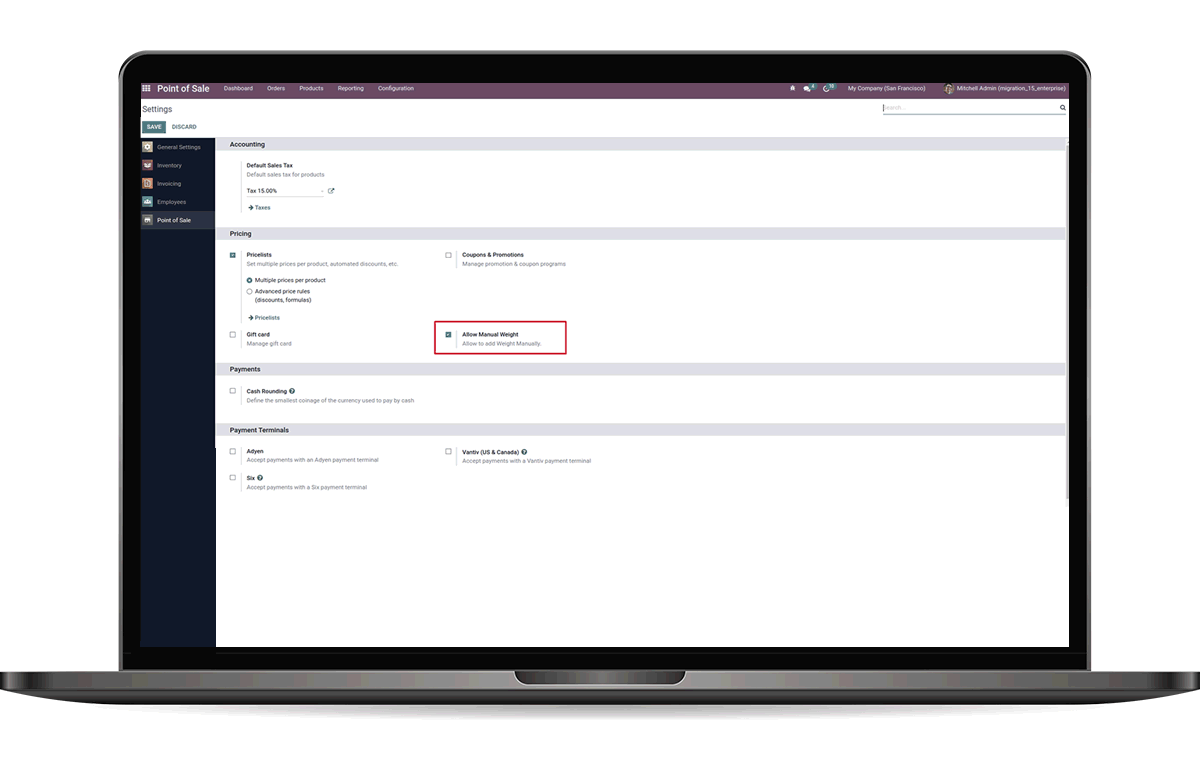 Point of Sale Dashboard Orders Products Reporting Configuration My Company (San Francisco) Mitchell Admin (migration_15_enterprise)
Settings
Search...
SAVE DISCARD
General Settings
Inventory
Invoicing
Employees
Point of Sale
Accounting
Default Sales Tax
Default sales tax for products
Tax 15.00%
Taxes
Pricing
Pricelists
Set multiple prices per product, automated discounts, etc.
Multiple prices per product
Advanced price rules
(discounts, formulas)
Pricelists
Coupons & Promotions
Manage promotion & coupon programs
Gift card
Manage gift card
Allow Manual Weight
Allow to add Weight Manually.
Payments
Cash Rounding ?
Define the smallest coinage of the currency used to pay by cash
Payment Terminals
Adyen
Accept payments with an Adyen payment terminal
Vantiv (US & Canada) ?
Accept payments with a Vantiv payment terminal
Six ?
Accept payments with a Six payment terminal